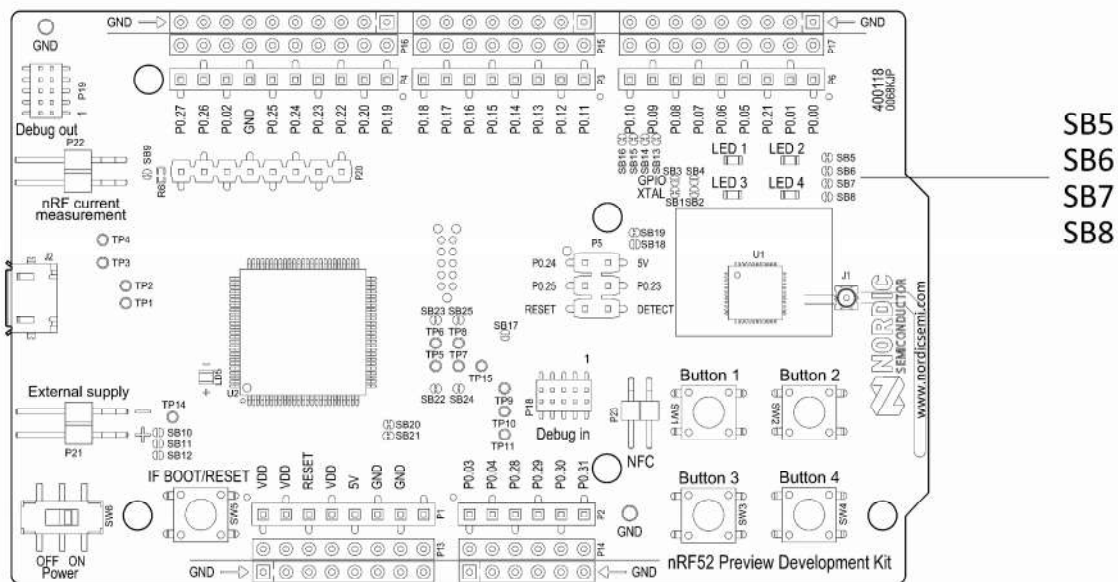 GND
GND
GND
GND
P16
P15
P17
P19
1
Debug out
P4
P3
P6
400118
0068KJP
P0.27
P0.26
P0.02
GND
P0.25
P0.24
P0.23
P0.22
P0.20
P0.19
P0.18
P0.17
P0.16
P0.15
P0.14
P0.13
P0.12
P0.11
P0.10
P0.09
P0.08
P0.07
P0.06
P0.05
P0.21
P0.01
P0.00
SB5
SB6
SB7
SB8
P22
SB9
R6
P20
SB16
SB15
SB14
SB13
LED 1
LED 2
SB5
SB6
SB7
SB8
SB3 SB4
GPIO
XTAL
SB1 SB2
LED 3
LED 4
nRF current
measurement
TP4
TP3
TP2
TP1
J2
SB19
SB18
P5
P0.24
5V
P0.25
P0.23
RESET
DETECT
U1
J1
NORDIC
SEMICONDUCTOR
www.nordicsemi.com
SB23 SB25
TP6 TP8
TP5 TP7
SB17
TP15
SB22 SB24
TP9
TP10
TP11
1
P18
Debug in
-
LD5
+
U2
External supply
TP14
-
+
P21
SB10
SB11
SB12
SB20
SB21
P23
NFC
Button 1
Button 2
SW1
SW2
IF BOOT/RESET
SW5
VDD
VDD
RESET
VDD
5V
GND
GND
P0.03
P0.04
P0.28
P0.29
P0.30
P0.31
P1
P2
Button 3
Button 4
SW3
SW4
SW6
OFF ON
Power
P13
P14
GND
GND
GND
nRF52 Preview Development Kit